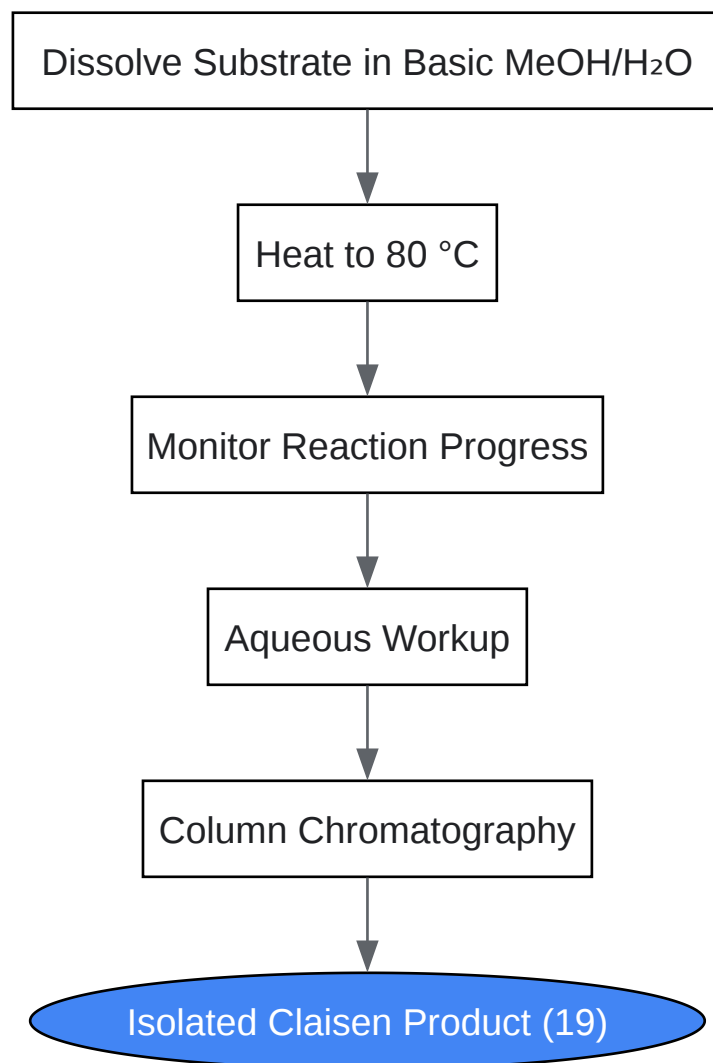 Dissolve Substrate in Basic MeOH/H₂O
Heat to 80 °C
Monitor Reaction Progress
Aqueous Workup
Column Chromatography
Isolated Claisen Product (19)